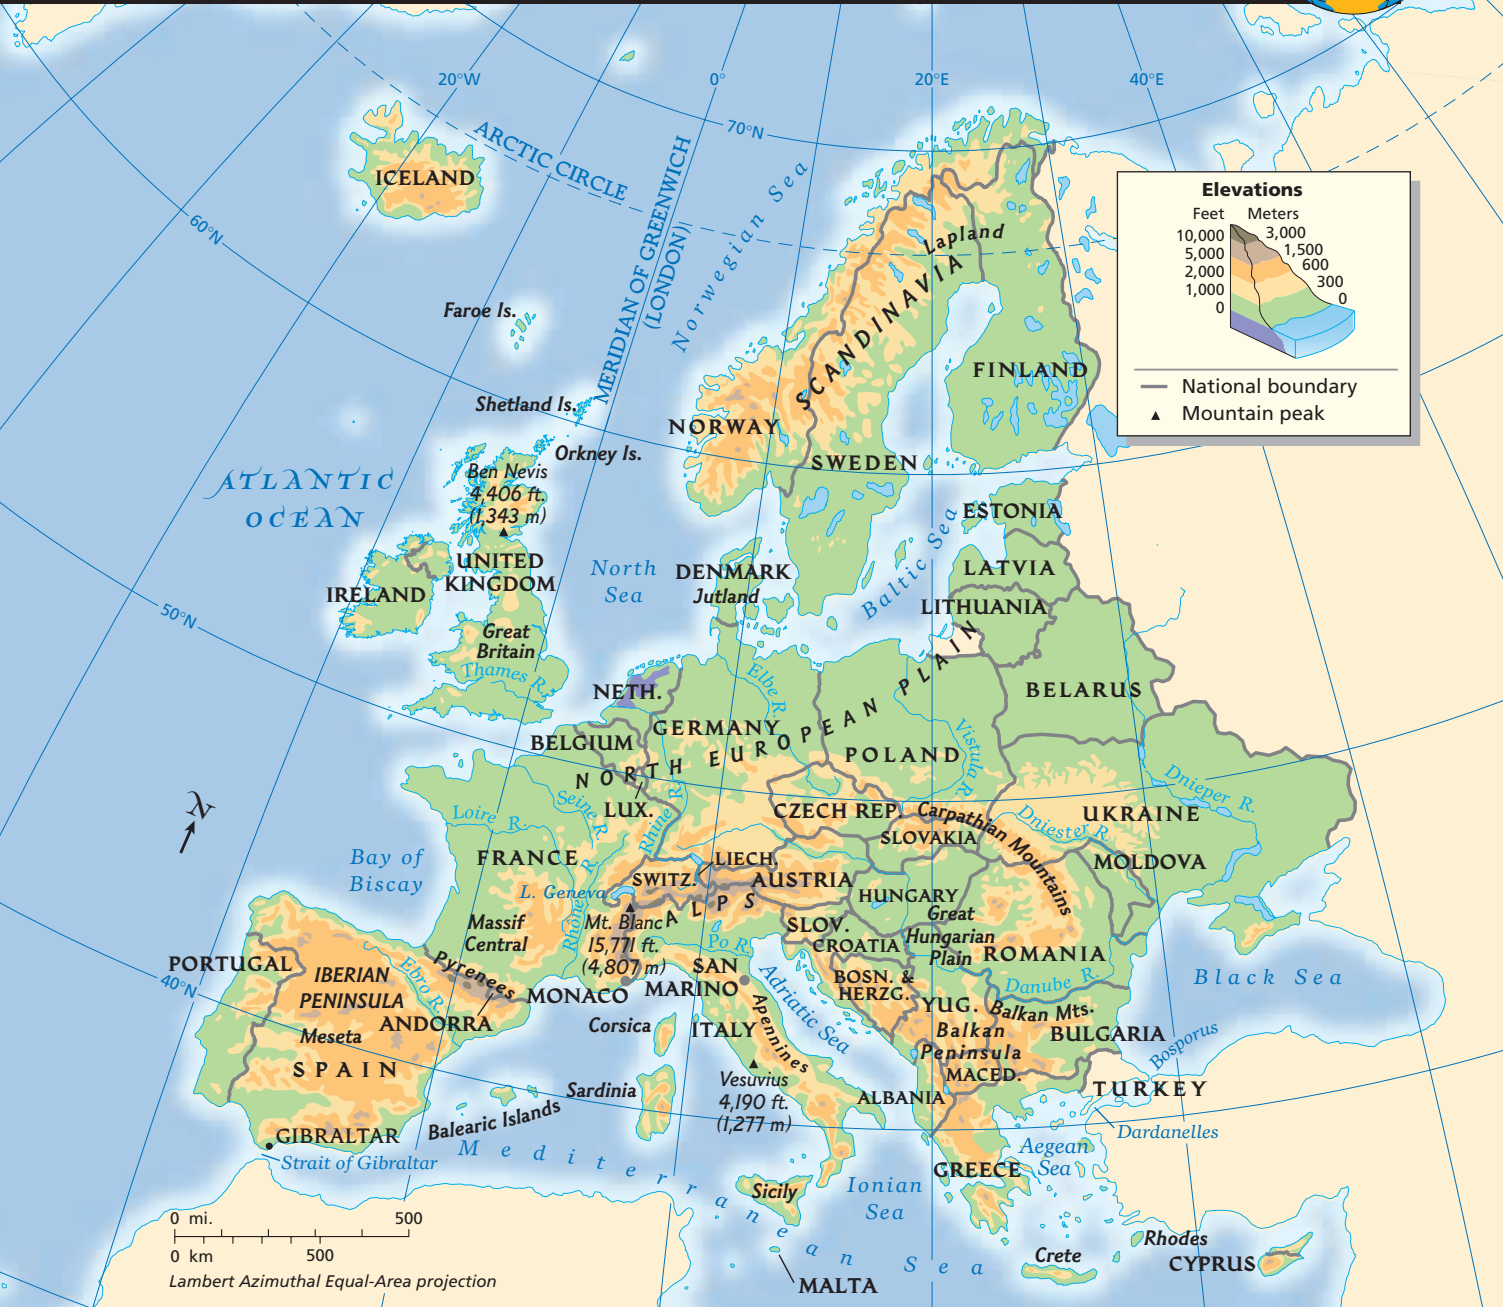 20°W
0°
20°E
40°E
70°N
ARCTIC CIRCLE
ICELAND
60°N
MERIDIAN OF GREENWICH
(LONDON)
Norwegian Sea
Lapland
SCANDINAVIA
Elevations
Feet
Meters
10,000
5,000
2,000
1,000
0
3,000
1,500
600
300
0
National boundary
Mountain peak
Faroe Is.
Shetland Is.
Orkney Is.
FINLAND
NORWAY
SWEDEN
ATLANTIC
OCEAN
Ben Nevis
4,406 ft.
(1,343 m)
ESTONIA
LATVIA
LITHUANIA
Baltic Sea
UNITED
KINGDOM
IRELAND
North
Sea
DENMARK
Jutland
50°N
Great
Britain
Thames R.
NETH.
Elbe R.
BELARUS
GERMANY
BELGIUM
NORTH EUROPEAN PLAIN
POLAND
Vistula R.
LUX.
Dnieper R.
UKRAINE
CZECH REP.
Carpathian Mountains
Dniester R.
SLOVAKIA
Loire R.
Seine R.
Rhine R.
N
Bay of
Biscay
FRANCE
LIECH.
MOLDOVA
SWITZ.
AUSTRIA
L. Geneva
HUNGARY
Massif
Central
Rhône R.
Mt. Blanc
15,771 ft.
(4,807 m)
ALPS
Great
Hungarian
Plain
SLOV.
CROATIA
ROMANIA
Po R.
PORTUGAL
IBERIAN
PENINSULA
Ebro R.
Pyrenees
40°N
MONACO
SAN
MARINO
Adriatic Sea
BOSN. &
HERZG.
Danube R.
Black Sea
YUG.
Balkan Mts.
ANDORRA
Meseta
SPAIN
Corsica
ITALY
Apennines
Balkan
Peninsula
BULGARIA
Bosporus
MACED.
Vesuvius
4,190 ft.
(1,277 m)
Sardinia
ALBANIA
TURKEY
Balearic Islands
Dardanelles
GIBRALTAR
Strait of Gibraltar
Mediterranean Sea
Aegean
Sea
GREECE
Sicily
Ionian
Sea
0 mi.
500
0 km
500
Lambert Azimuthal Equal-Area projection
Rhodes
Crete
CYPRUS
MALTA